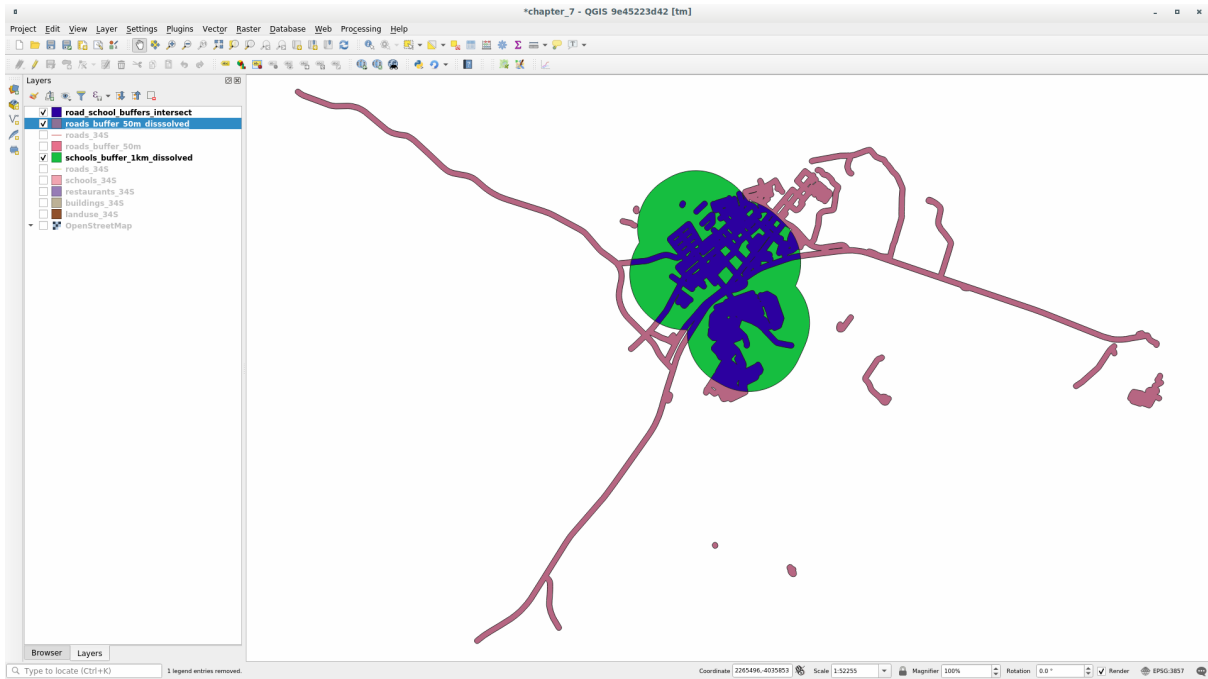 *chapter_7 - QGIS 9e45223d42 [tm]
Project Edit View Layer Settings Plugins Vector Raster Database Web Processing Help
Layers
road_school_buffers_intersect
roads_buffer_50m_disssolved
roads_34S
roads_buffer_50m
schools_buffer_1km_dissolved
roads_34S
schools_34S
restaurants_34S
buildings_34S
landuse_34S
OpenStreetMap
Browser Layers
Type to locate (Ctrl+K) 1 legend entries removed. Coordinate 2265496,-4035853 Scale 1:52255 Magnifier 100% Rotation 0.0 ° Render EPSG:3857